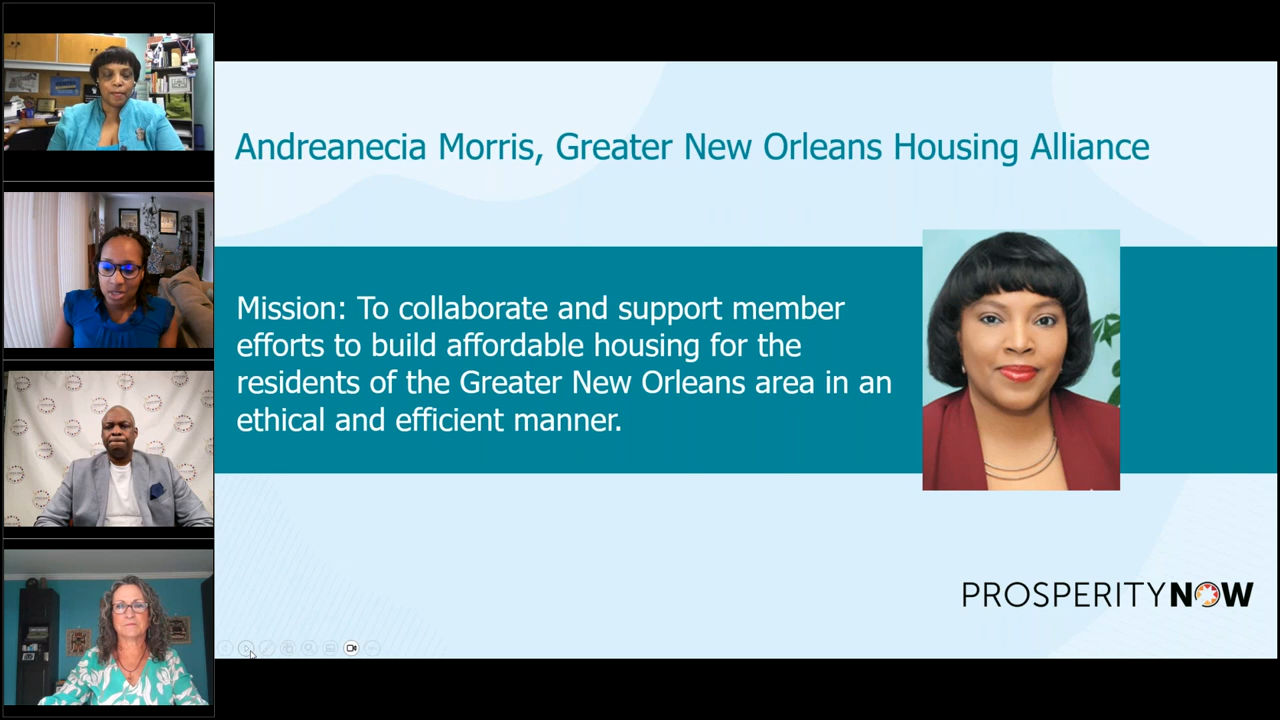 Andreanecia Morris, Greater New Orleans Housing Alliance
Mission: To collaborate and support member
efforts to build affordable housing for the
residents of the Greater New Orleans area in an
ethical and efficient manner.
PROSPERITY NOW